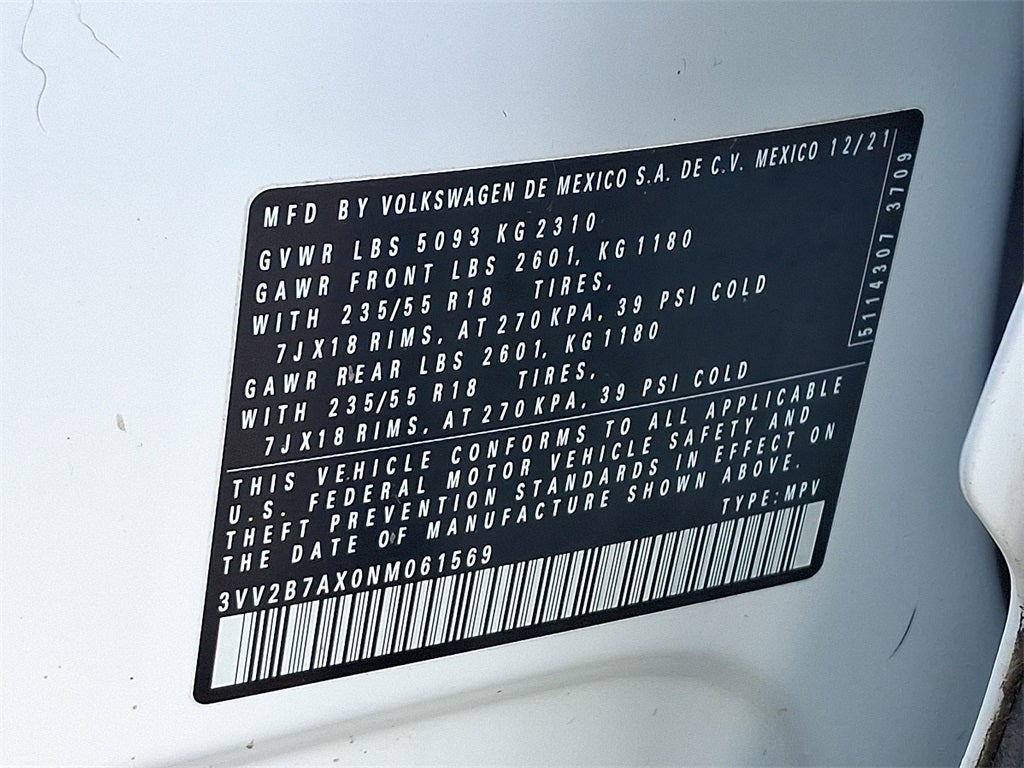 MFD BY VOLKSWAGEN DE MEXICO S.A. DE C.V. MEXICO 12/21
GVWR LBS 5093 KG 2310
GAWR FRONT LBS 2601, KG 1180
WITH 235/55 R18 TIRES,
7JX18 RIMS, AT 270 KPA, 39 PSI COLD
GAWR REAR LBS 2601, KG 1180
WITH 235/55 R18 TIRES,
7JX18 RIMS, AT 270 KPA, 39 PSI COLD
5114307 3709
THIS VEHICLE CONFORMS TO ALL APPLICABLE
U.S. FEDERAL MOTOR VEHICLE SAFETY AND
THEFT PREVENTION STANDARDS IN EFFECT ON
THE DATE OF MANUFACTURE SHOWN ABOVE.
TYPE: MPV
3VV2B7AX0NM061569